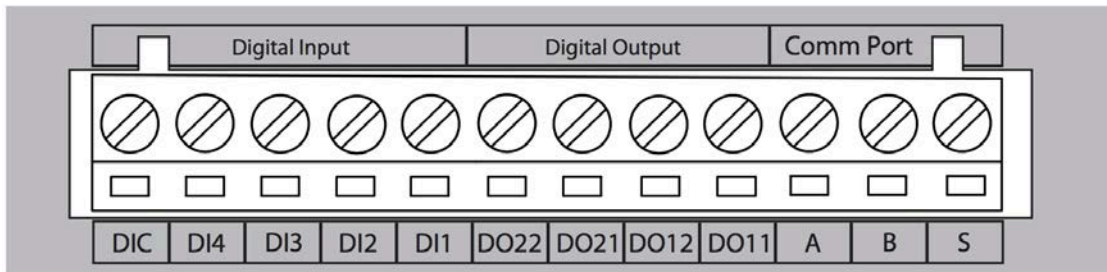 Digital Input Digital Output Comm Port
DIC DI4 DI3 DI2 DI1 DO22 DO21 DO12 DO11 A B S